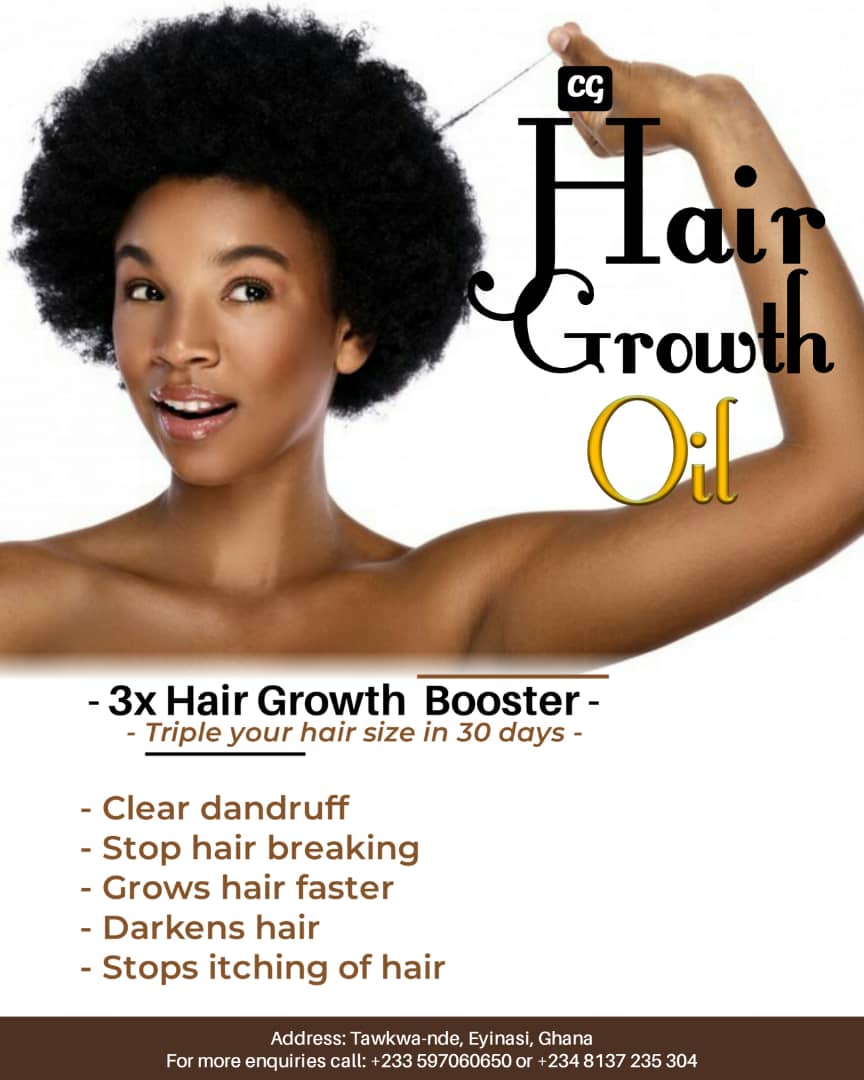 CG
Hair
Growth
Oil
- 3x Hair Growth Booster -
- Triple your hair size in 30 days -
- Clear dandruff
- Stop hair breaking
- Grows hair faster
- Darkens hair
- Stops itching of hair
Address: Tawkwa-nde, Eyinasi, Ghana
For more enquiries call: +233 597060650 or +234 8137 235 304